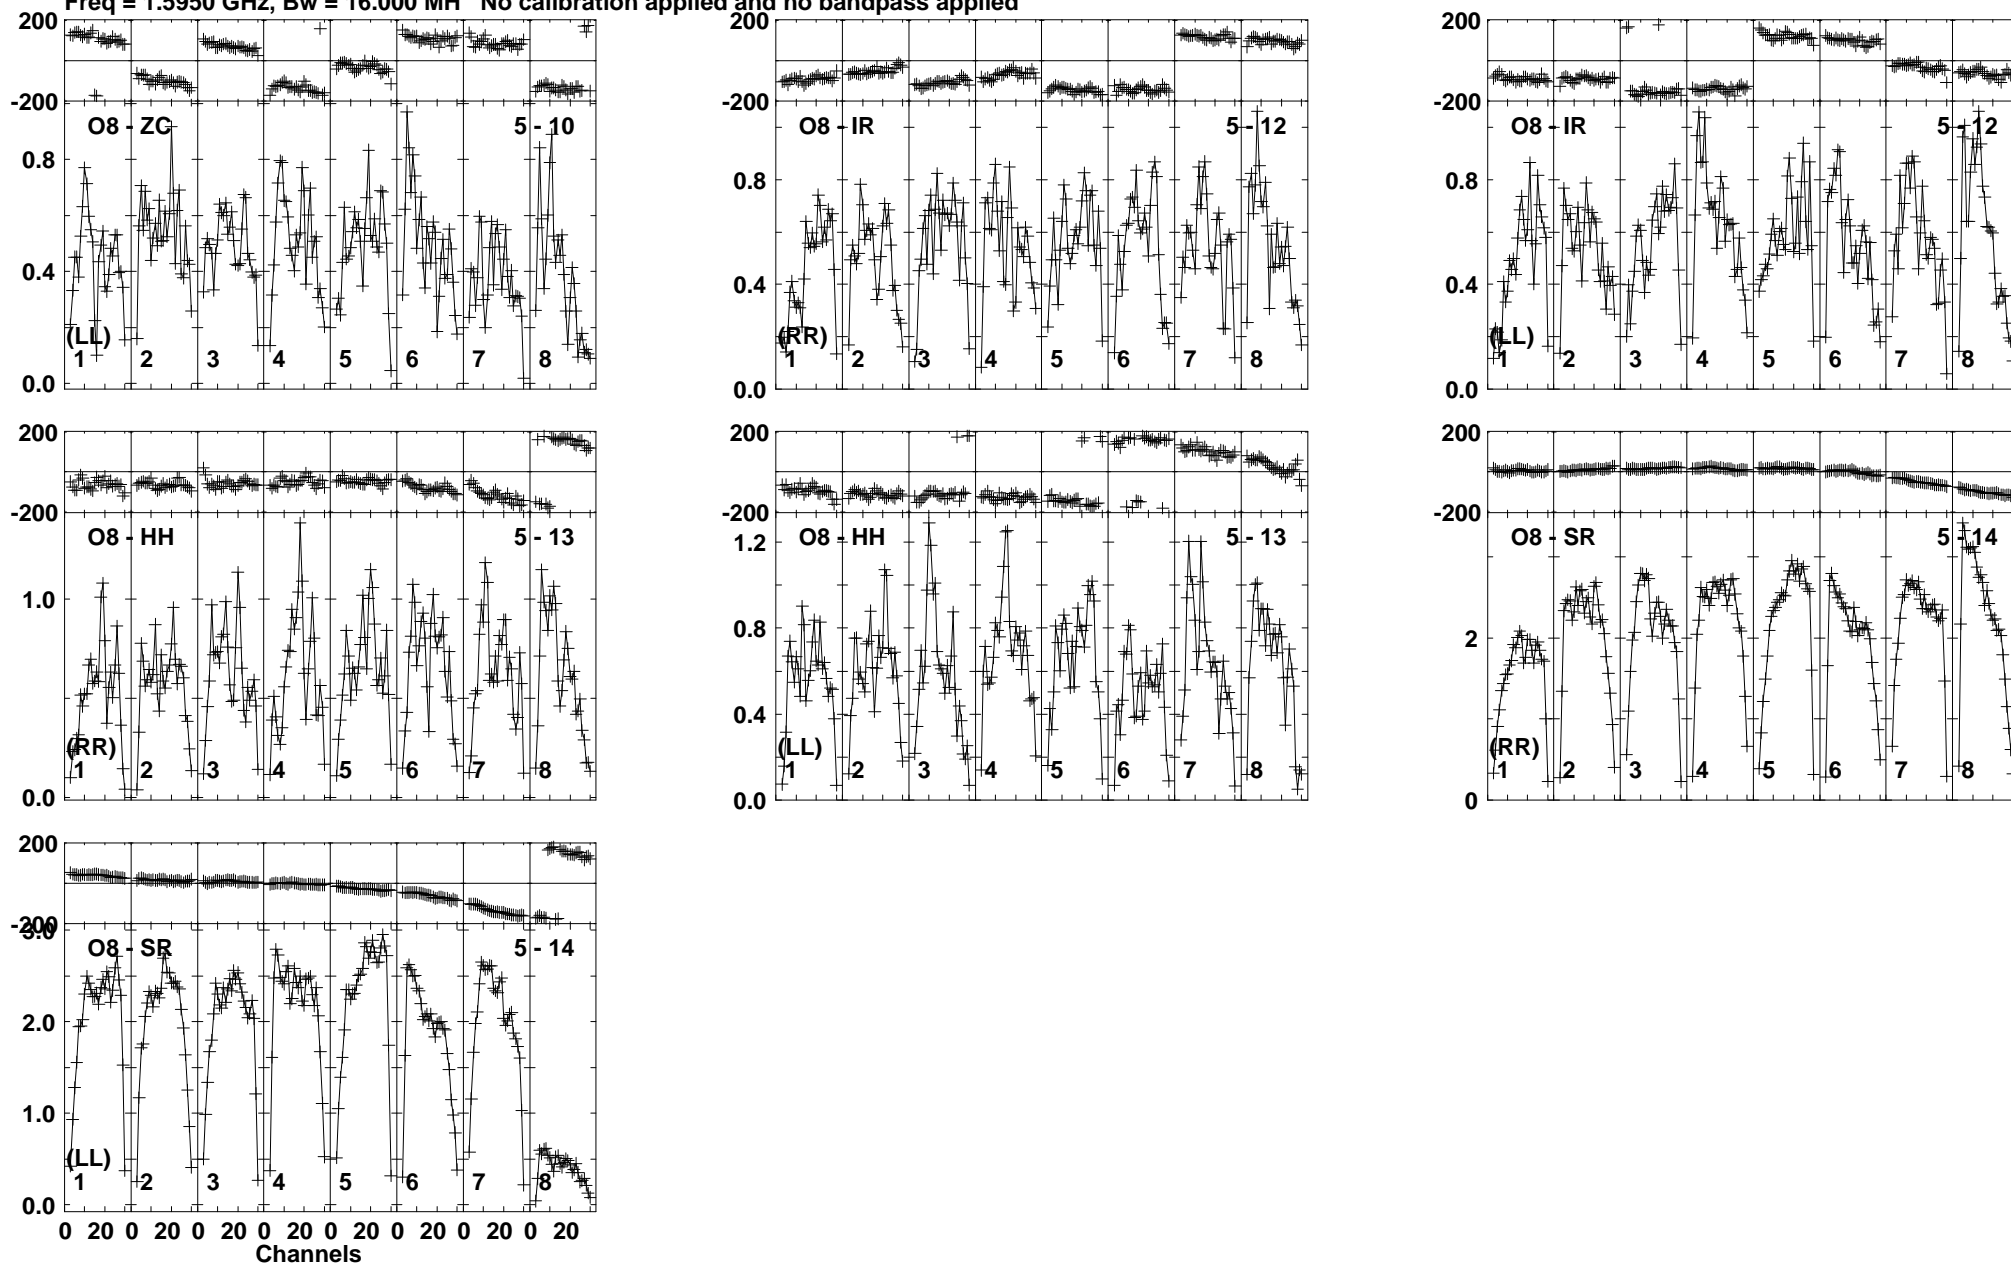 Freq = 1.5950 GHz, Bw = 16.000 MH No calibration applied and no bandpass applied
200
-200
O8 - ZC
5 - 10
0.8
0.4
0.0
(LL)
1 2 3 4 5 6 7 8
200
-200
O8 - IR
5 - 12
0.8
0.4
0.0
(RR)
1 2 3 4 5 6 7 8
200
-200
O8 - IR
5 - 12
0.8
0.4
0.0
(LL)
1 2 3 4 5 6 7 8
200
-200
O8 - HH
5 - 13
1.0
0.0
(RR)
1 2 3 4 5 6 7 8
200
-200
O8 - HH
5 - 13
1.2
0.8
0.4
0.0
(LL)
1 2 3 4 5 6 7 8
200
-200
O8 - SR
5 - 14
2
0
(RR)
1 2 3 4 5 6 7 8
200
-200
3.0
O8 - SR
5 - 14
2.0
1.0
0.0
(LL)
1 2 3 4 5 6 7 8
0 20 0 20 0 20 0 20 0 20 0 20 0 20 0 20
Channels